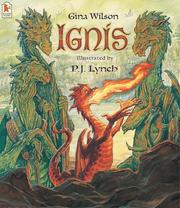 Gina Wilson
IGNIS
Illustrated by
P.J. Lynch